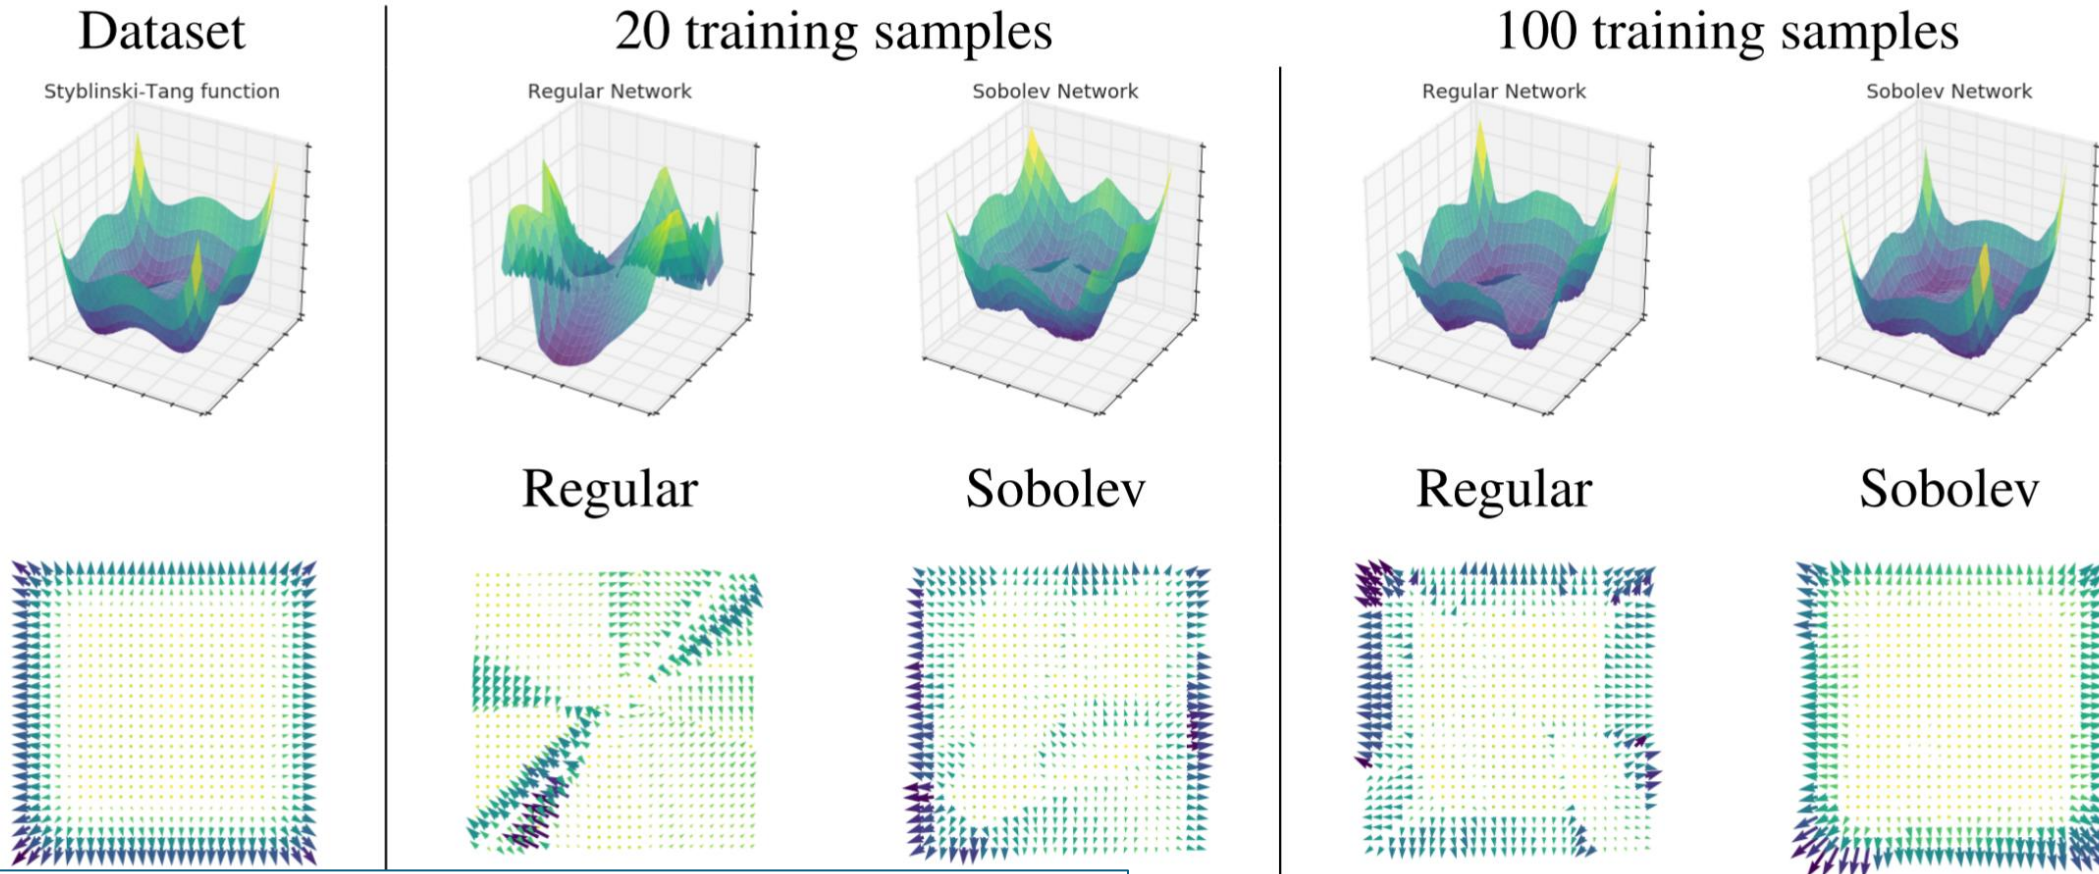 Dataset
20 training samples
100 training samples
Styblinski-Tang function
Regular Network
Sobolev Network
Regular Network
Sobolev Network
Regular
Sobolev
Regular
Sobolev